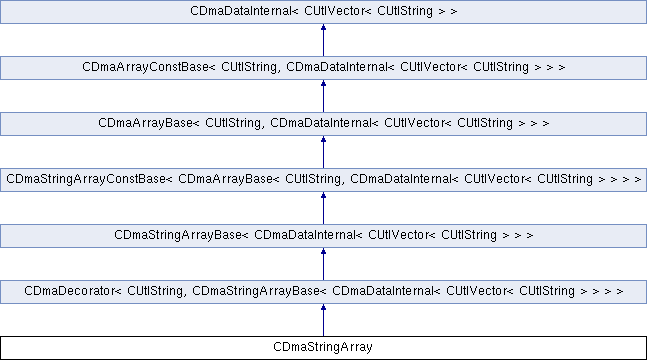 CDmaDataInternal< CUtlVector< CUtlString > >
CDmaArrayConstBase< CUtlString, CDmaDataInternal< CUtlVector< CUtlString > > >
CDmaArrayBase< CUtlString, CDmaDataInternal< CUtlVector< CUtlString > > >
CDmaStringArrayConstBase< CDmaArrayBase< CUtlString, CDmaDataInternal< CUtlVector< CUtlString > > > >
CDmaStringArrayBase< CDmaDataInternal< CUtlVector< CUtlString > > >
CDmaDecorator< CUtlString, CDmaStringArrayBase< CDmaDataInternal< CUtlVector< CUtlString > > > >
CDmaStringArray